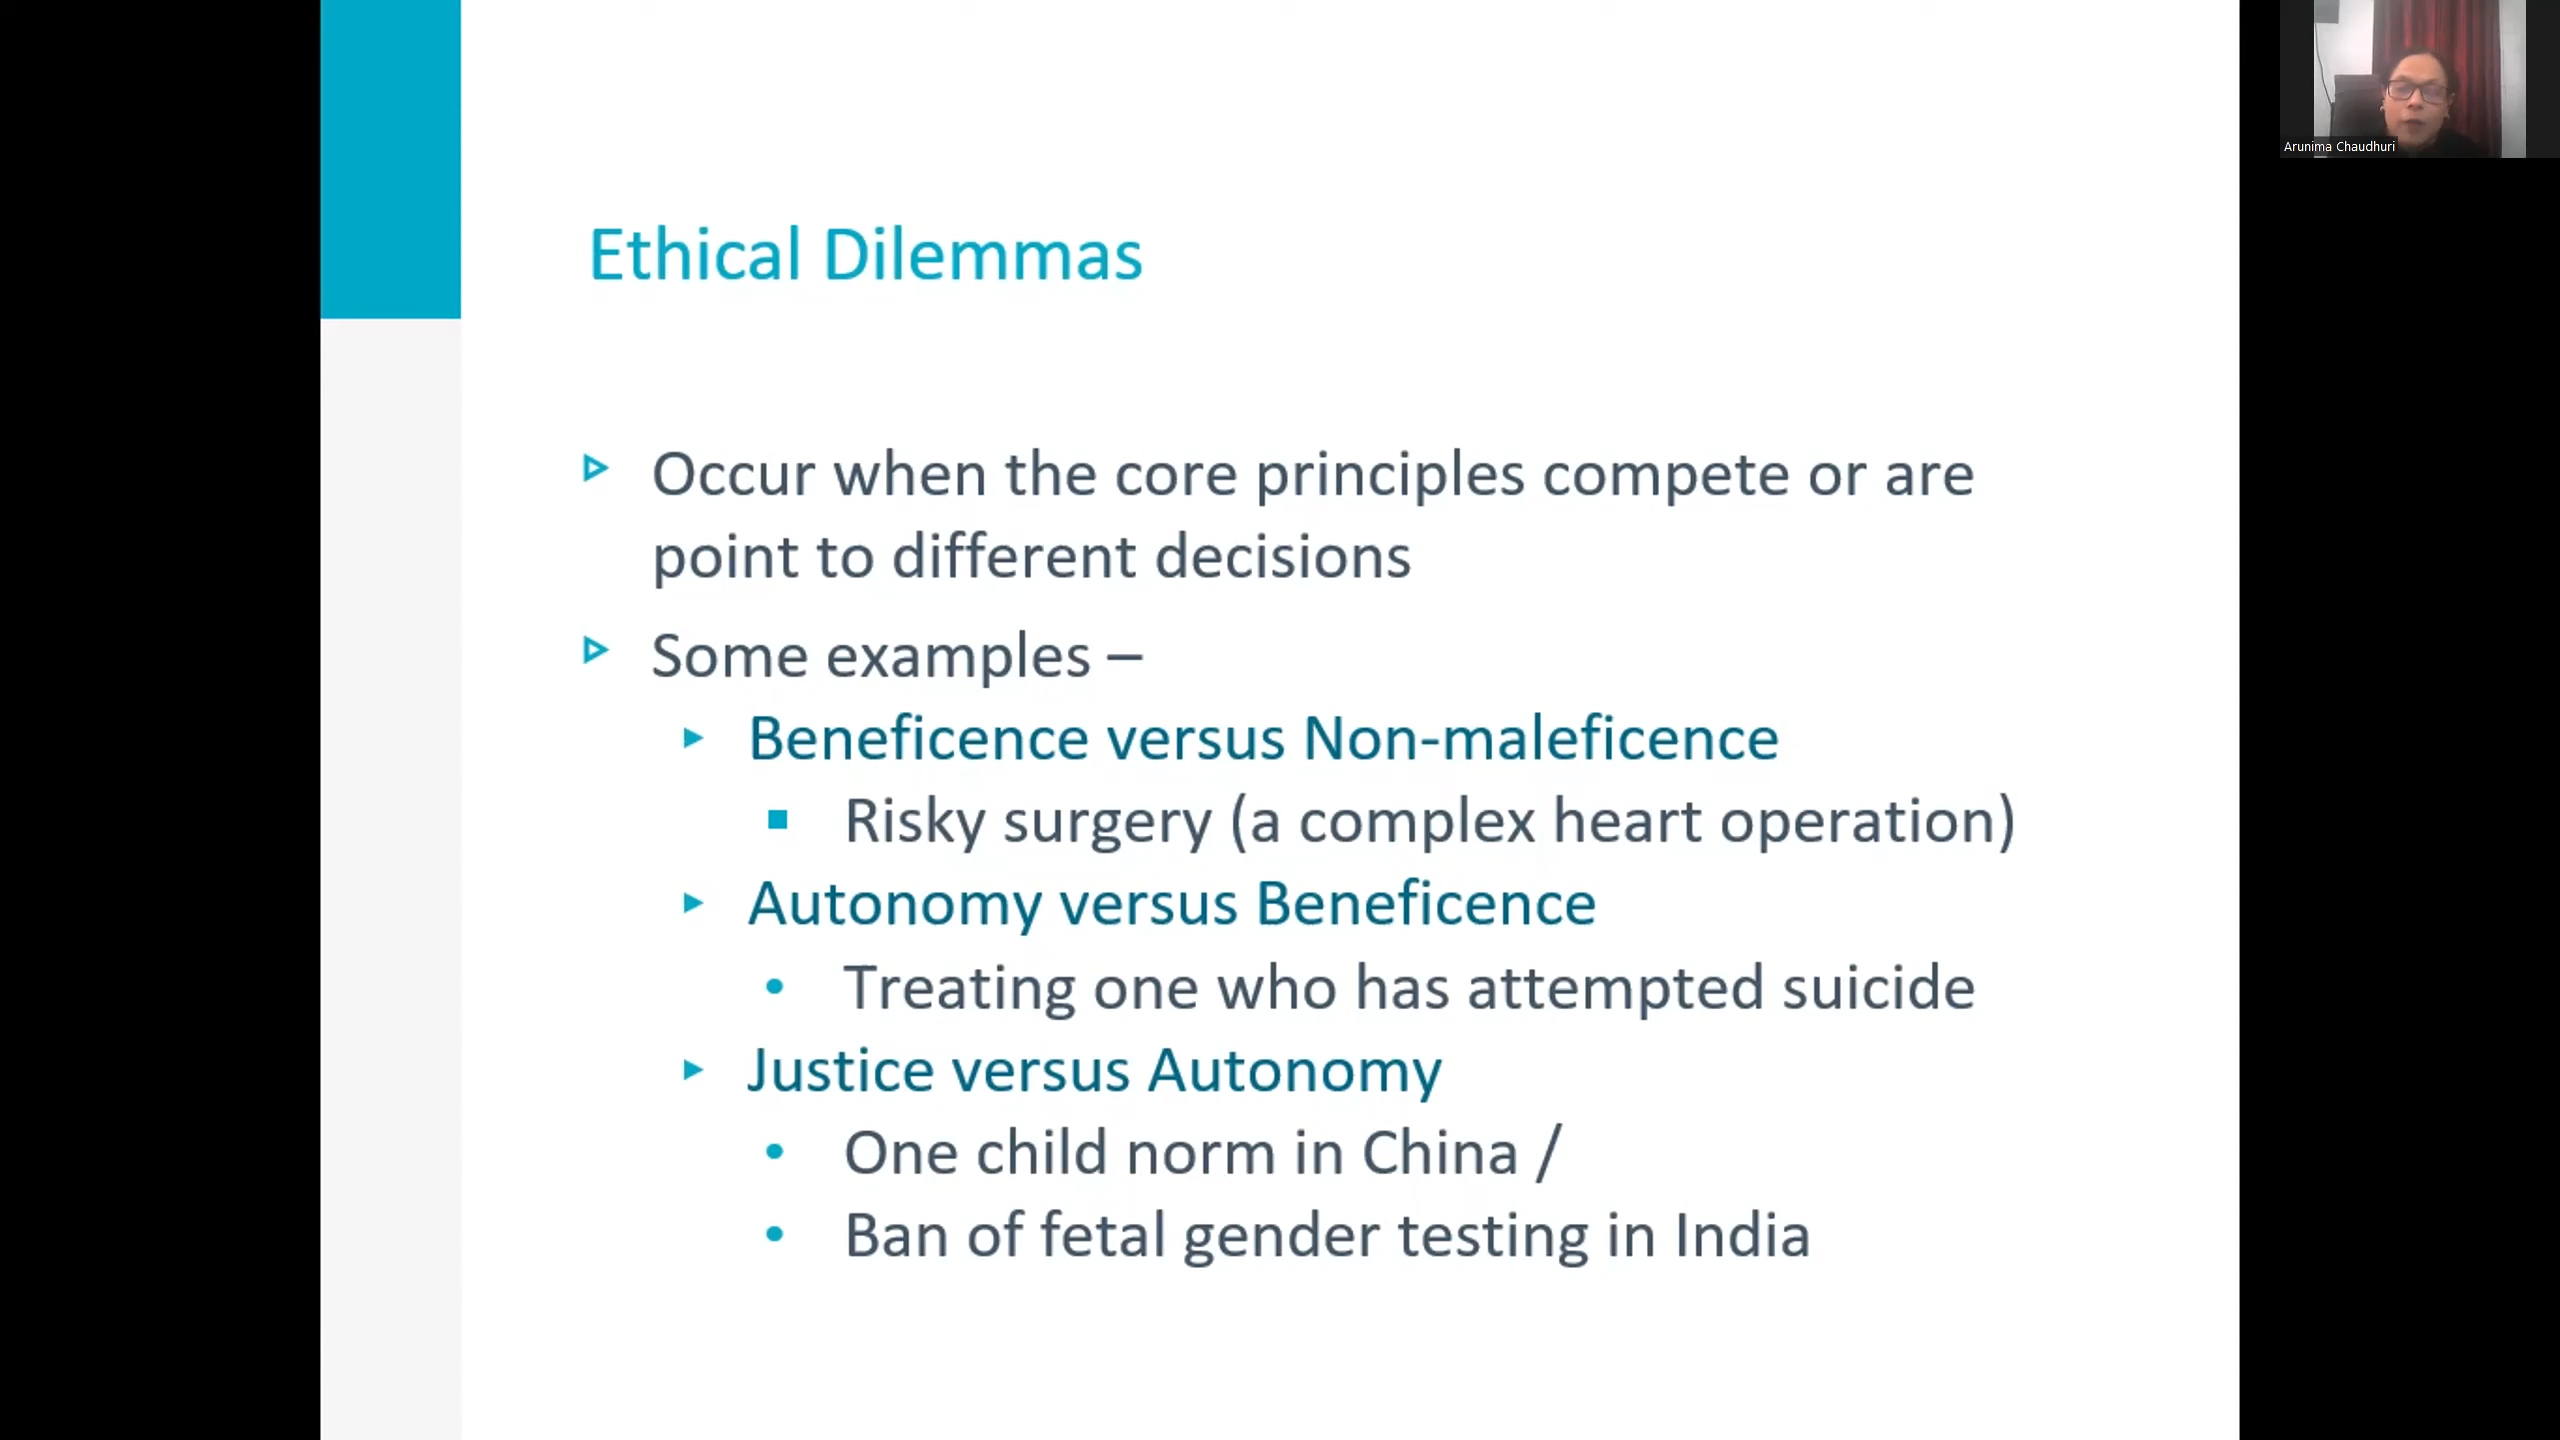 Arunima Chaudhuri
Ethical Dilemmas
Occur when the core principles compete or are
point to different decisions
Some examples –
Beneficence versus Non-maleficence
Risky surgery (a complex heart operation)
Autonomy versus Beneficence
Treating one who has attempted suicide
Justice versus Autonomy
One child norm in China /
Ban of fetal gender testing in India